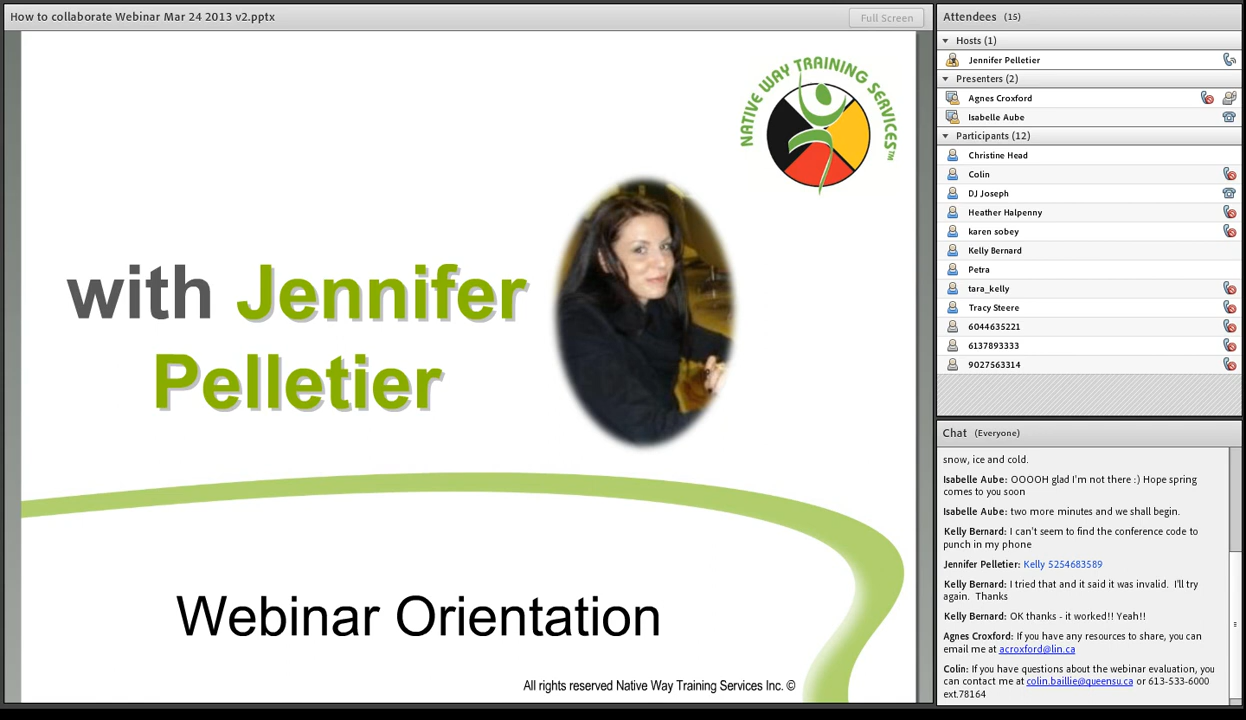 How to collaborate Webinar Mar 24 2013 v2.pptx
Full Screen
NATIVE WAY TRAINING SERVICES™
with Jennifer
Pelletier
Webinar Orientation
All rights reserved Native Way Training Services Inc. ©
Attendees (15)
Hosts (1)
Jennifer Pelletier
Presenters (2)
Agnes Croxford
Isabelle Aube
Participants (12)
Christine Head
Colin
DJ Joseph
Heather Halpenny
karen sobey
Kelly Bernard
Petra
tara_kelly
Tracy Steere
6044635221
6137893333
9027563314
Chat (Everyone)
snow, ice and cold.
Isabelle Aube: OOOOH glad I'm not there :) Hope spring
comes to you soon
Isabelle Aube: two more minutes and we shall begin.
Kelly Bernard: I can't seem to find the conference code to
punch in my phone
Jennifer Pelletier: Kelly 5254683589
Kelly Bernard: I tried that and it said it was invalid. I'll try
again. Thanks
Kelly Bernard: OK thanks - it worked!! Yeah!!
Agnes Croxford: If you have any resources to share, you can
email me at acroxford@lin.ca
Colin: If you have questions about the webinar evaluation, you
can contact me at colin.baillie@queensu.ca or 613-533-6000
ext.78164